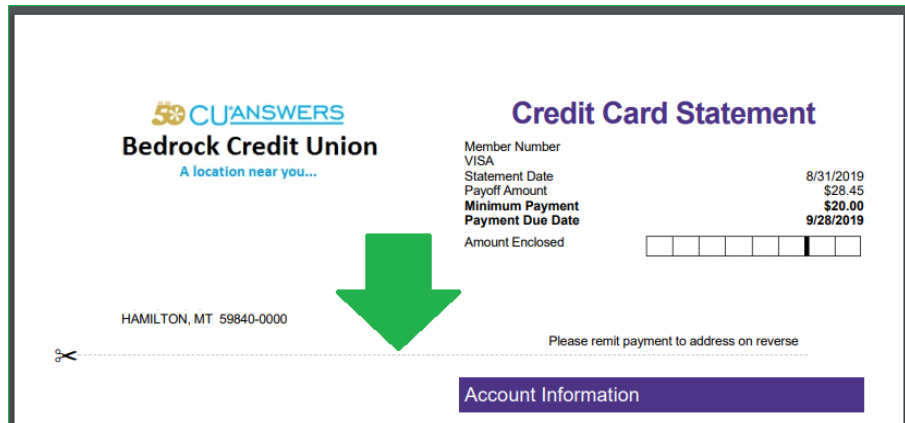 50 CU*ANSWERS
Bedrock Credit Union
A location near you...
Credit Card Statement
Member Number
VISA
Statement Date 8/31/2019
Payoff Amount $28.45
Minimum Payment $20.00
Payment Due Date 9/28/2019
Amount Enclosed
HAMILTON, MT 59840-0000
Please remit payment to address on reverse
Account Information